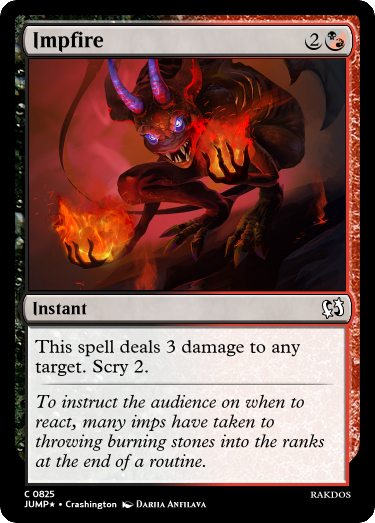 Impfire 2
Instant
This spell deals 3 damage to any
target. Scry 2.
To instruct the audience on when to
react, many imps have taken to
throwing burning stones into the ranks
at the end of a routine.
C 0825 RAKDOS
JUMP★ • Crashington Dariia Anfilava